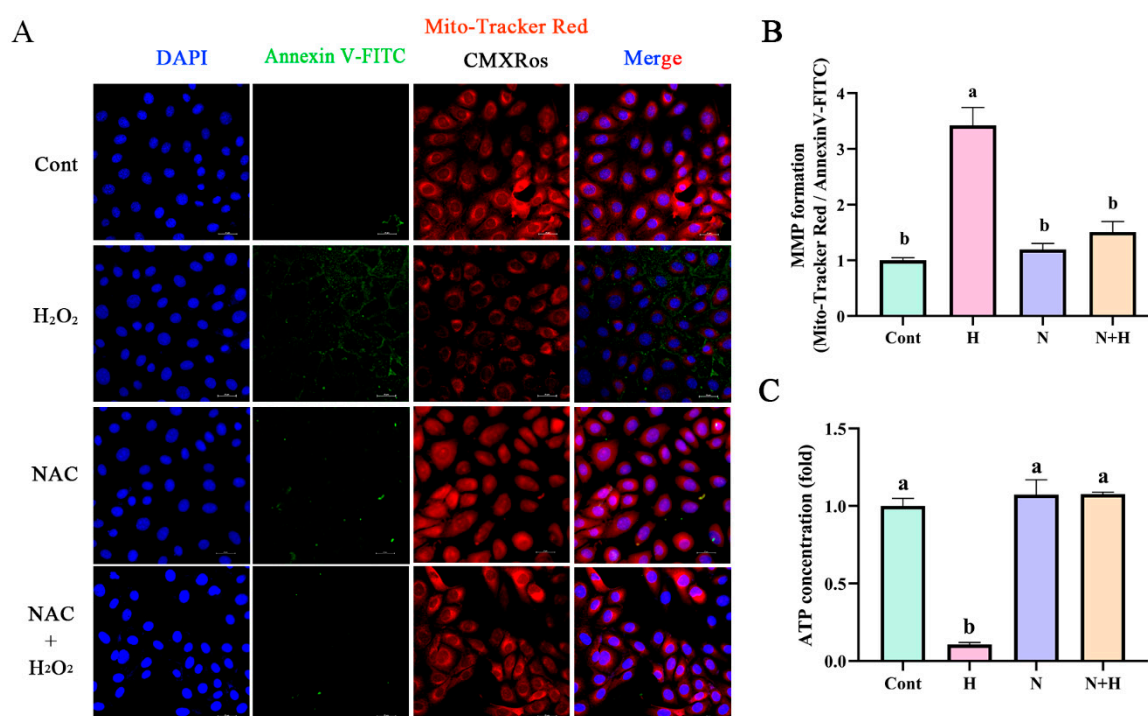 A
Mito-Tracker Red
DAPI Annexin V-FITC CMXRos Merge
Cont
H₂O₂
NAC
NAC
+
H₂O₂
B
MMP formation
(Mito-Tracker Red / AnnexinV-FITC)
4
3
2
1
0
b
a
b
b
Cont H N N+H
C
ATP concentration (fold)
1.5
1.0
0.5
0.0
a
b
a
a
Cont H N N+H